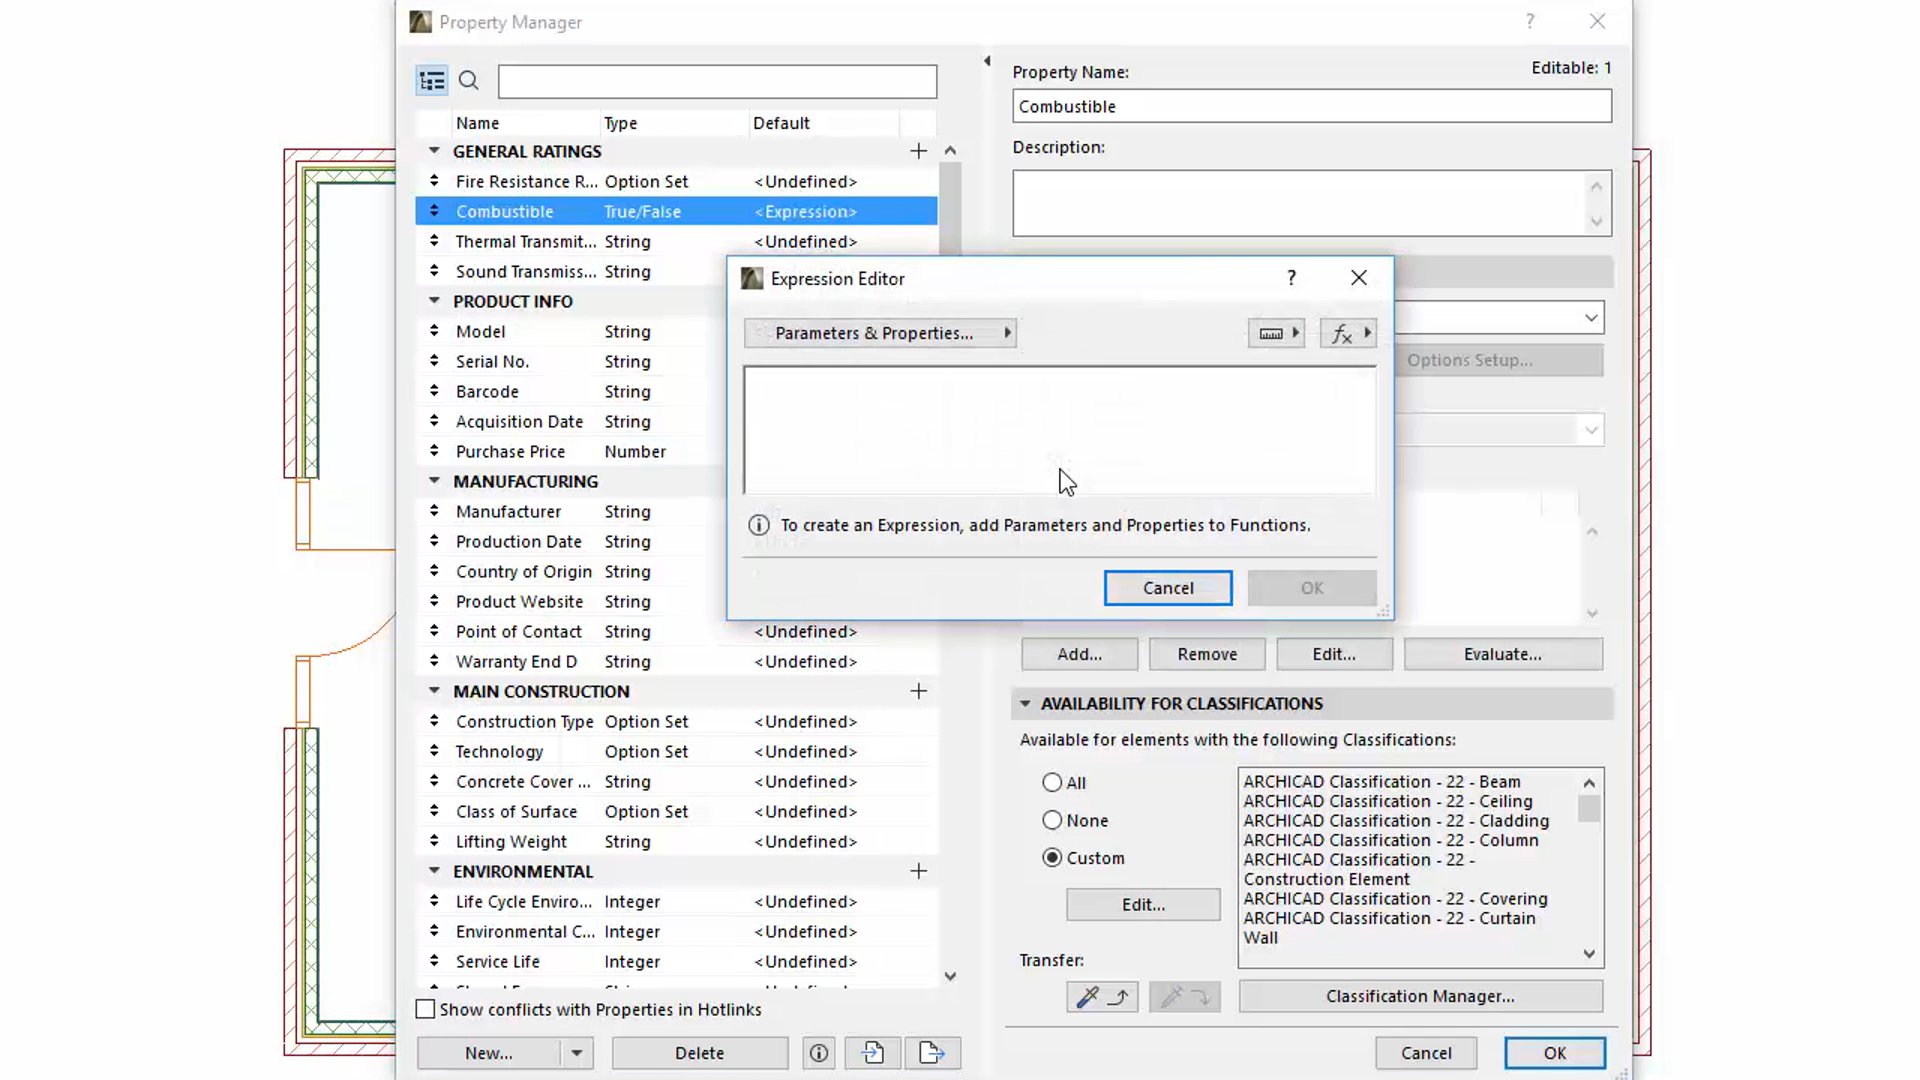 Property Manager
?
Name Type Default
GENERAL RATINGS
Fire Resistance R... Option Set <Undefined>
Combustible True/False <Expression>
Thermal Transmit... String <Undefined>
Sound Transmiss... String
PRODUCT INFO
Model String
Serial No. String
Barcode String
Acquisition Date String
Purchase Price Number
MANUFACTURING
Manufacturer String
Production Date String
Country of Origin String
Product Website String
Point of Contact String <Undefined>
Warranty End D String <Undefined>
MAIN CONSTRUCTION
Construction Type Option Set <Undefined>
Technology Option Set <Undefined>
Concrete Cover ... String <Undefined>
Class of Surface Option Set <Undefined>
Lifting Weight String <Undefined>
ENVIRONMENTAL
Life Cycle Enviro... Integer <Undefined>
Environmental C... Integer <Undefined>
Service Life Integer <Undefined>
Show conflicts with Properties in Hotlinks
New... Delete
Property Name: Editable: 1
Combustible
Description:
Expression Editor ?
Parameters & Properties... fx
To create an Expression, add Parameters and Properties to Functions.
Cancel OK
Options Setup...
Add... Remove Edit... Evaluate...
AVAILABILITY FOR CLASSIFICATIONS
Available for elements with the following Classifications:
All
None
Custom
Edit...
ARCHICAD Classification - 22 - Beam
ARCHICAD Classification - 22 - Ceiling
ARCHICAD Classification - 22 - Cladding
ARCHICAD Classification - 22 - Column
ARCHICAD Classification - 22 -
Construction Element
ARCHICAD Classification - 22 - Covering
ARCHICAD Classification - 22 - Curtain
Wall
Transfer:
Classification Manager...
Cancel OK